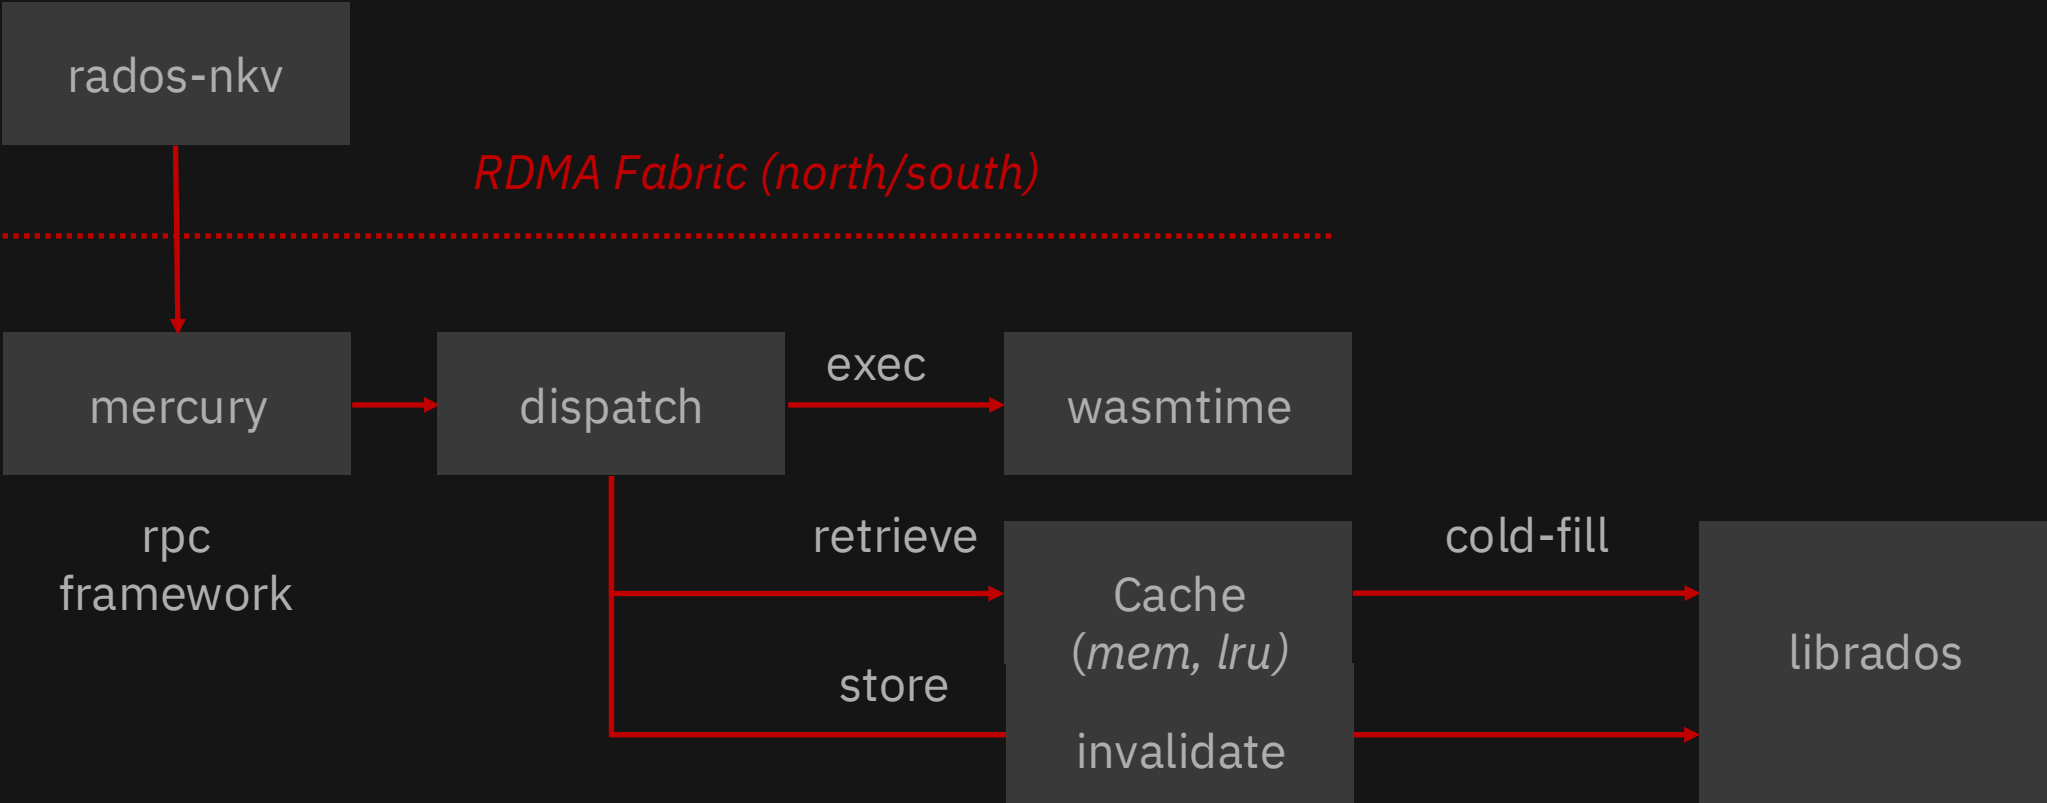 rados-nkv
RDMA Fabric (north/south)
mercury
dispatch
exec
wasmtime
rpc
framework
retrieve
Cache
(mem, lru)
cold-fill
librados
store
invalidate